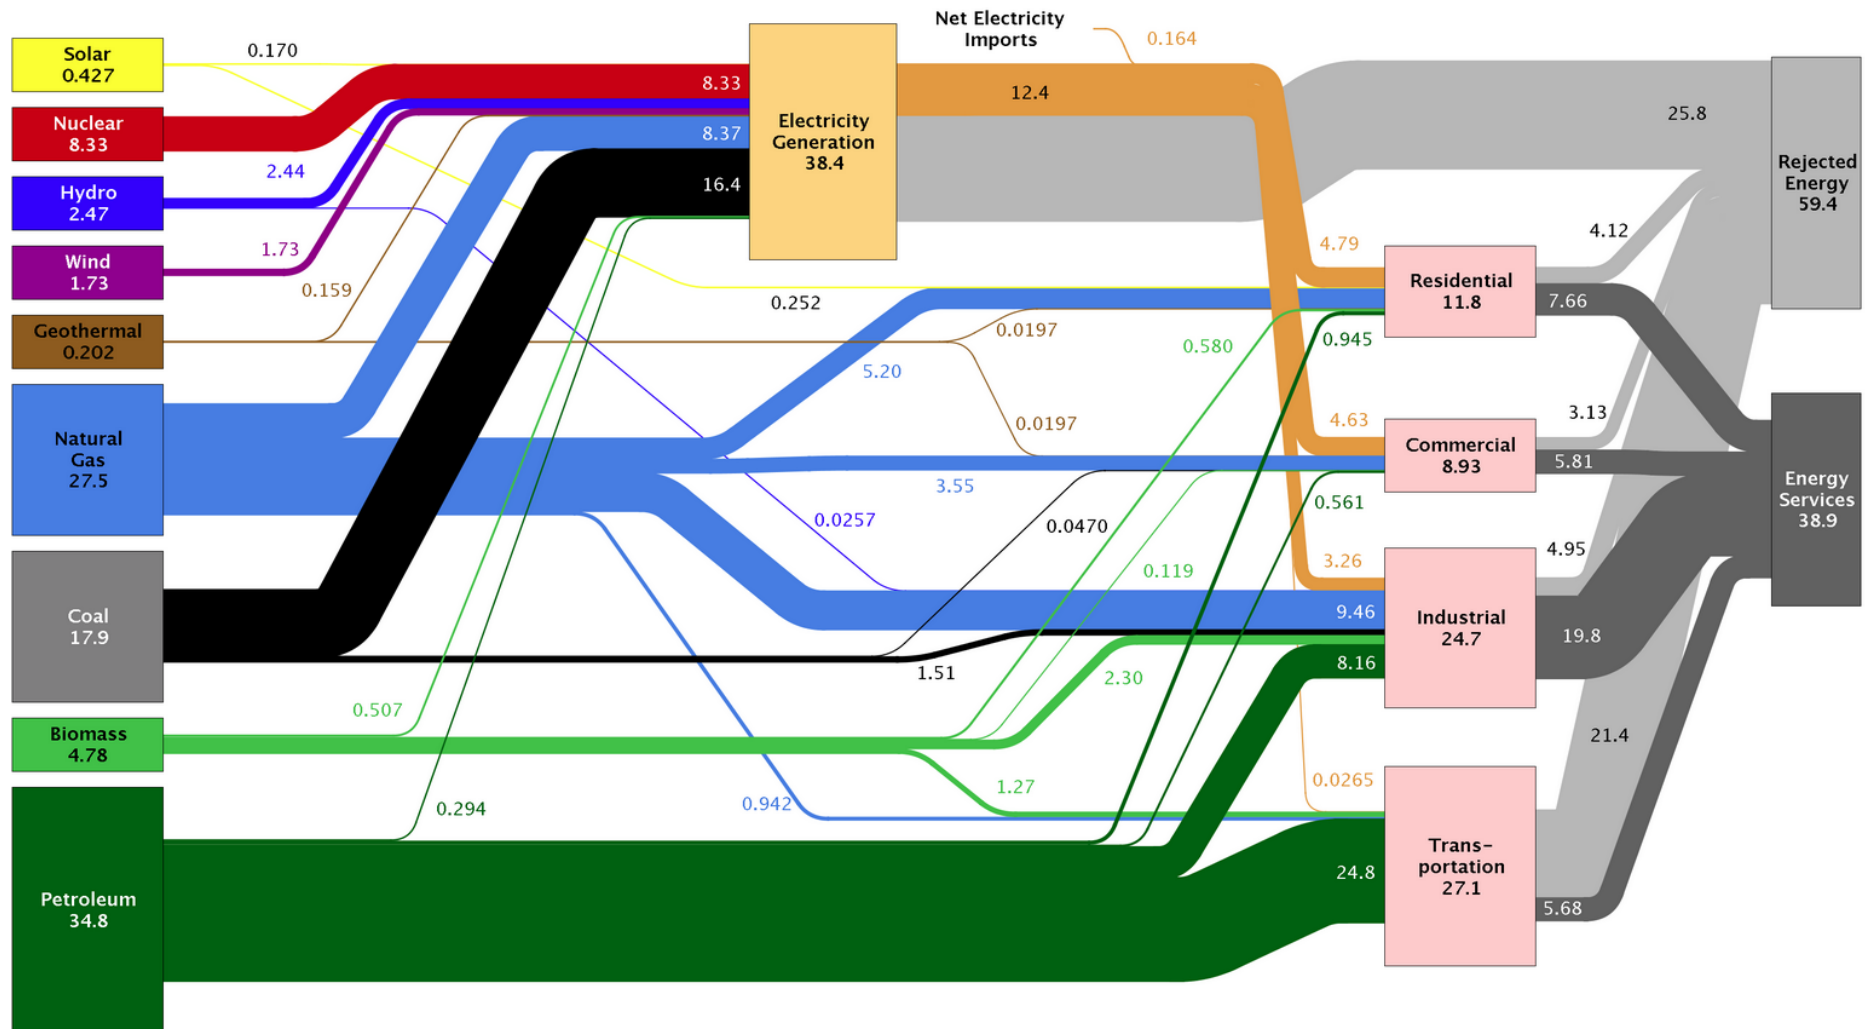 Net Electricity
Imports
0.164
Solar
0.427
0.170
Nuclear
8.33
8.33
12.4
25.8
Electricity
Generation
38.4
8.37
Rejected
Energy
59.4
2.44
16.4
Hydro
2.47
4.12
4.79
Wind
1.73
1.73
0.159
Residential
11.8
7.66
0.252
Geothermal
0.202
0.0197
0.580
0.945
5.20
Natural
Gas
27.5
0.0197
4.63
3.13
Commercial
8.93
5.81
3.55
0.561
Energy
Services
38.9
0.0257
0.0470
4.95
3.26
0.119
Coal
17.9
9.46
Industrial
24.7
19.8
8.16
1.51
2.30
0.507
Biomass
4.78
21.4
1.27
0.0265
0.942
0.294
Trans-
portation
27.1
24.8
5.68
Petroleum
34.8